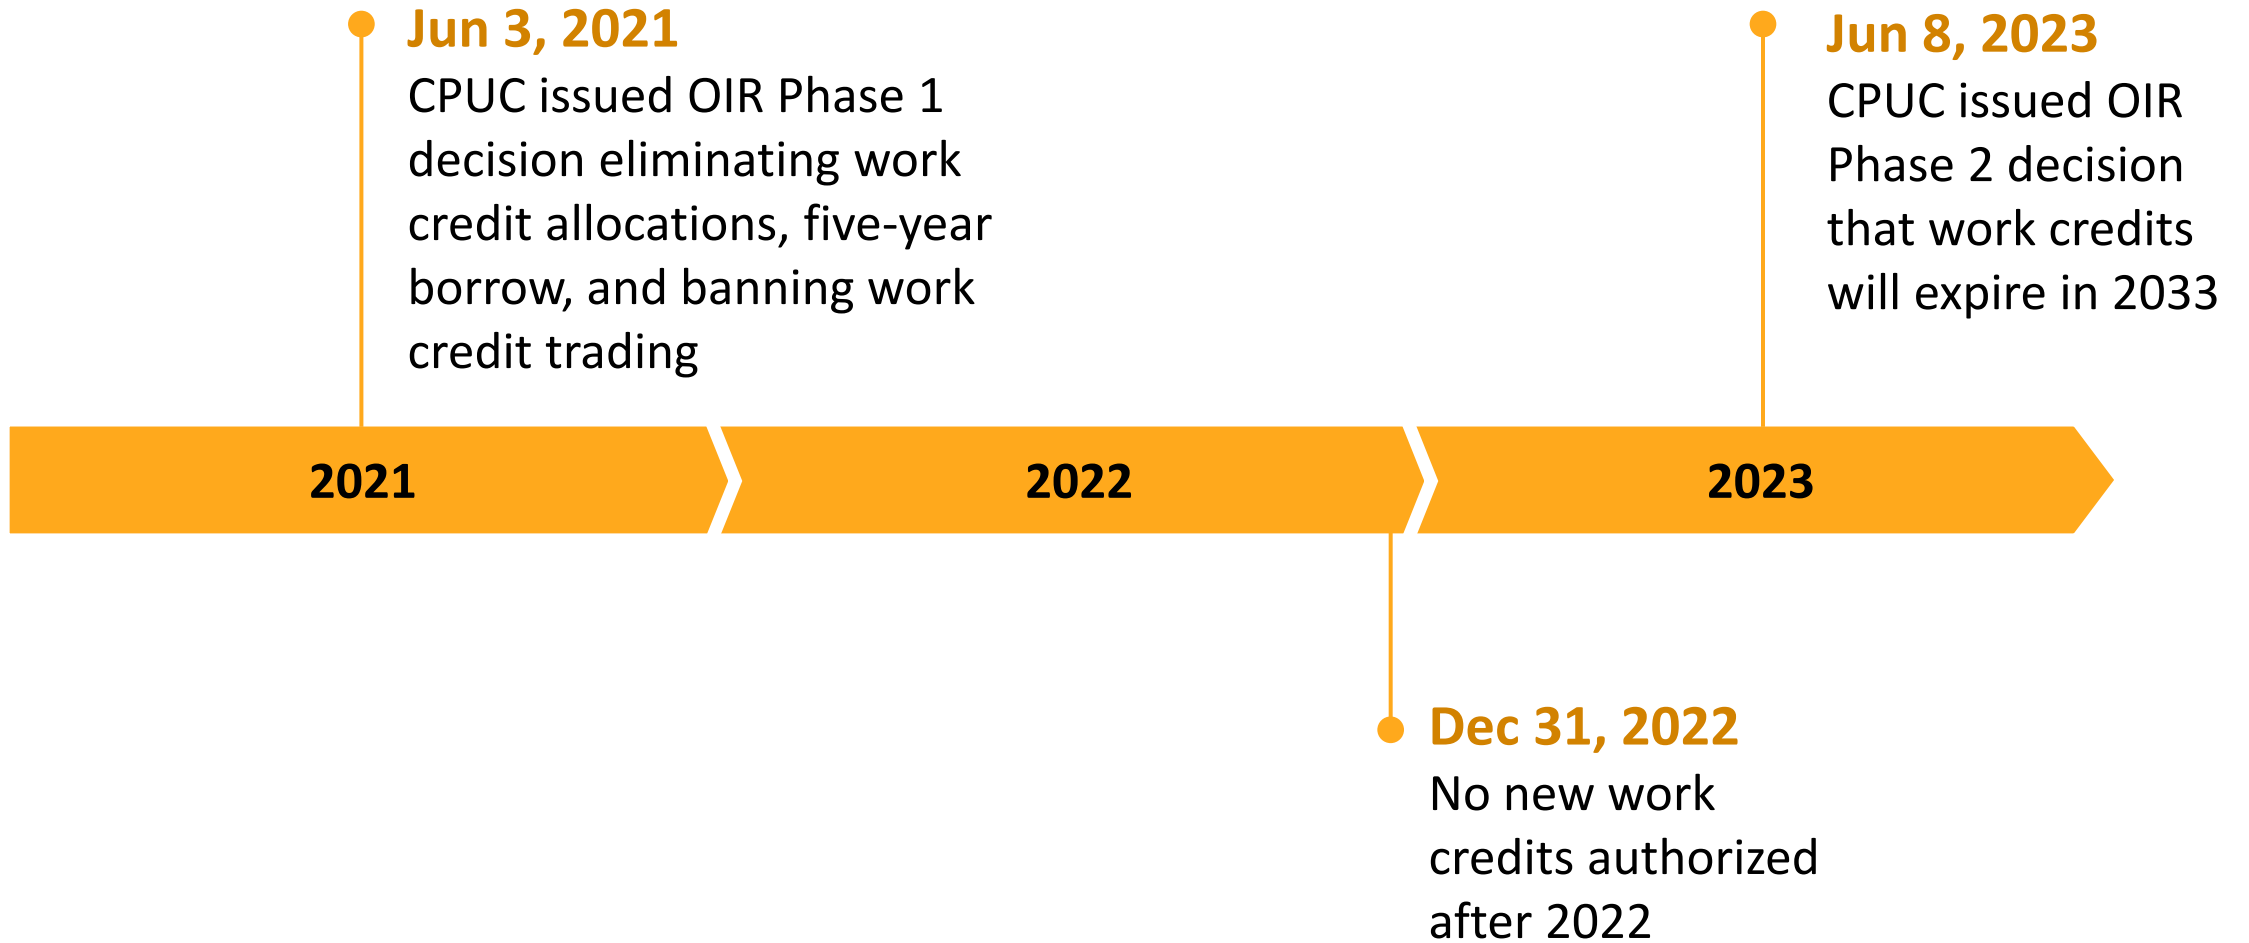 Jun 3, 2021
CPUC issued OIR Phase 1
decision eliminating work
credit allocations, five-year
borrow, and banning work
credit trading
Jun 8, 2023
CPUC issued OIR
Phase 2 decision
that work credits
will expire in 2033
2021
2022
2023
Dec 31, 2022
No new work
credits authorized
after 2022